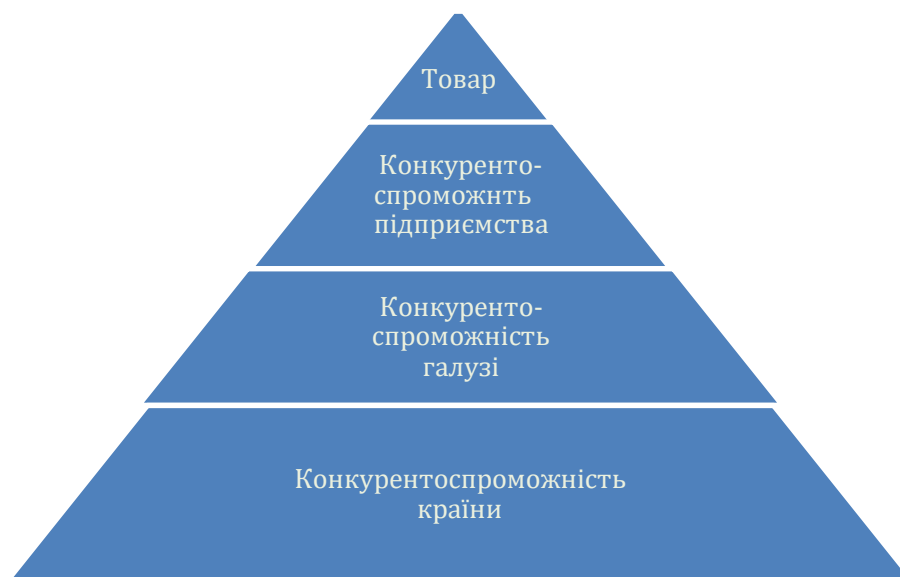 Товар
Конкуренто-
спроможнть
підприємства
Конкуренто-
спроможність
галузі
Конкурентоспроможність
країни